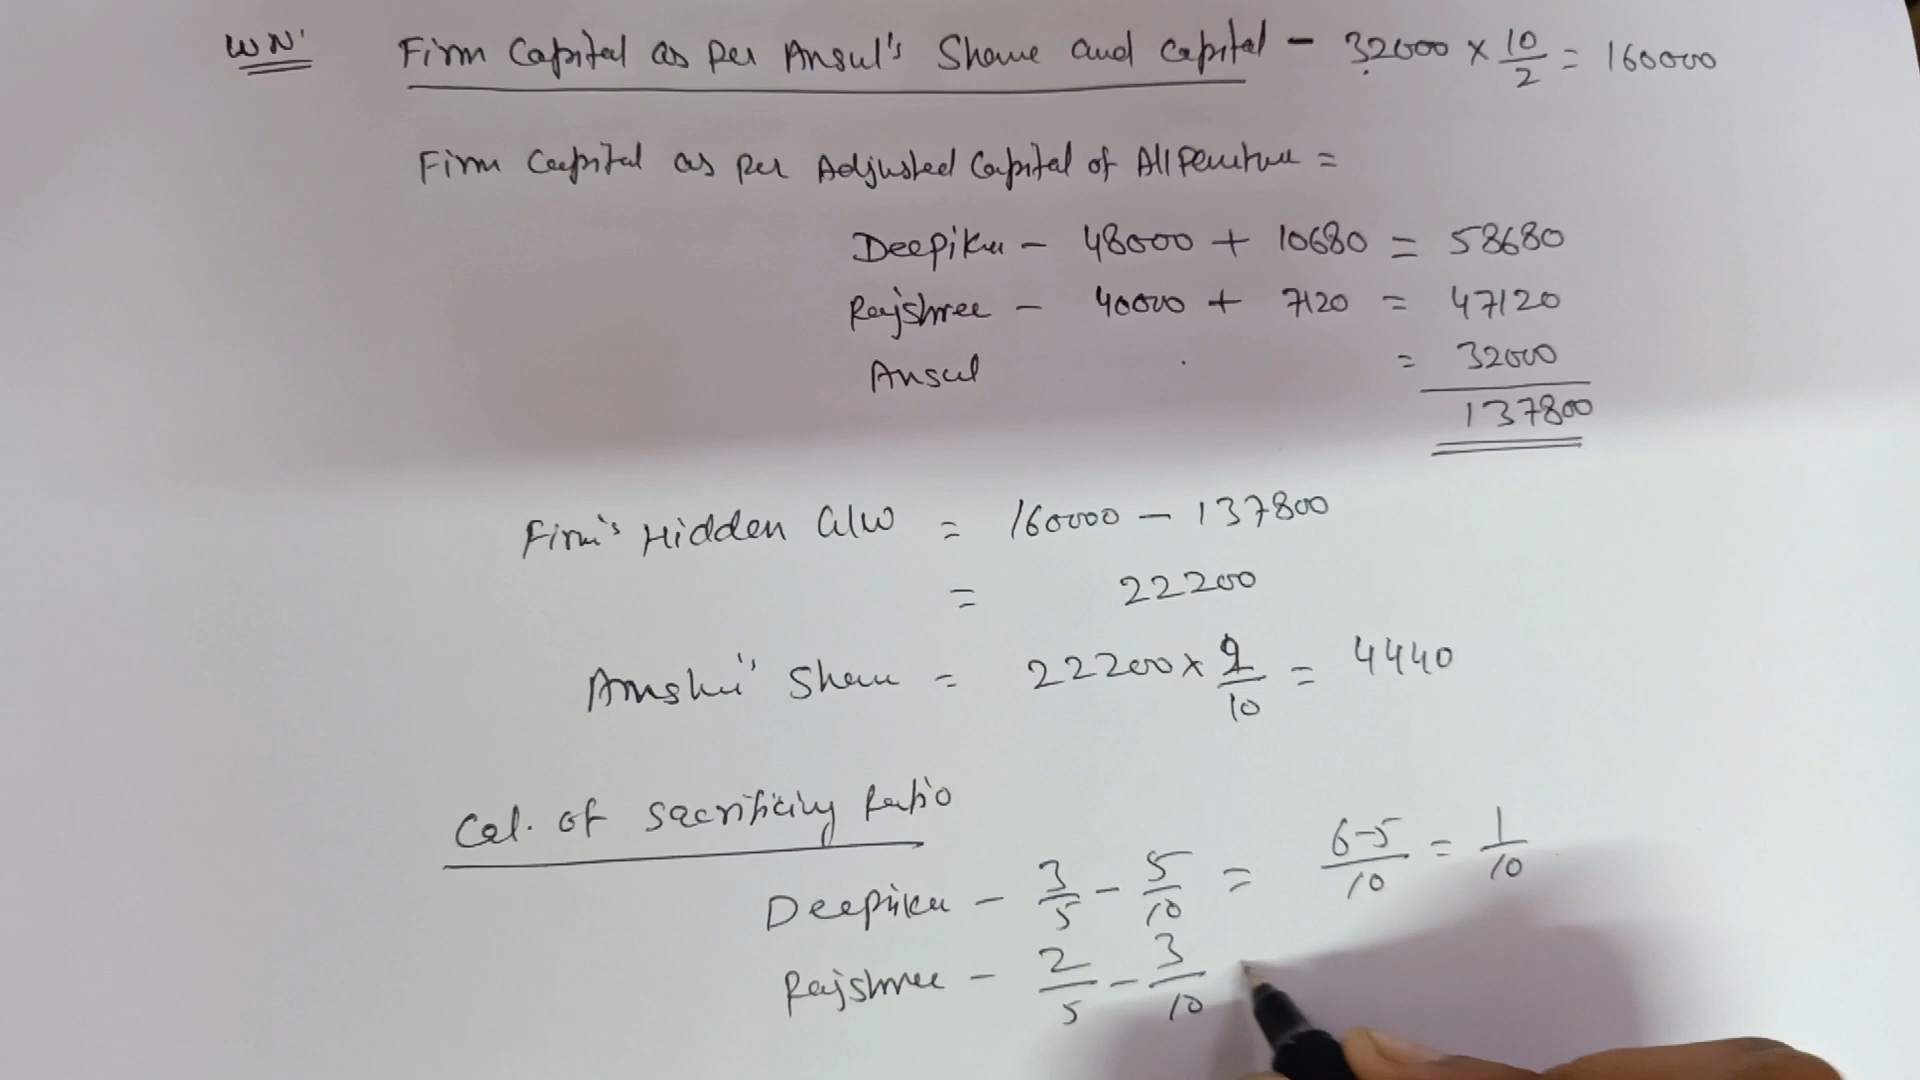 WN'
Firm Capital as Per Ansul's Share and Capital - 32000 × 10/2 = 160000
Firm Capital as per Adjusted Capital of All =
Deepika - 48000 + 10680 = 58680
Rajshree - 40000 + 7120 = 47120
Ansul = 32000
137800
Firm's Hidden G/W = 160000 - 137800
= 22200
Share = 22200 × 2/10 = 4440
Cal. of Sacrificing Ratio
Deepika - 3/5 - 5/10 = 6-5/10 = 1/10
Rajshree - 2/5 - 3/10